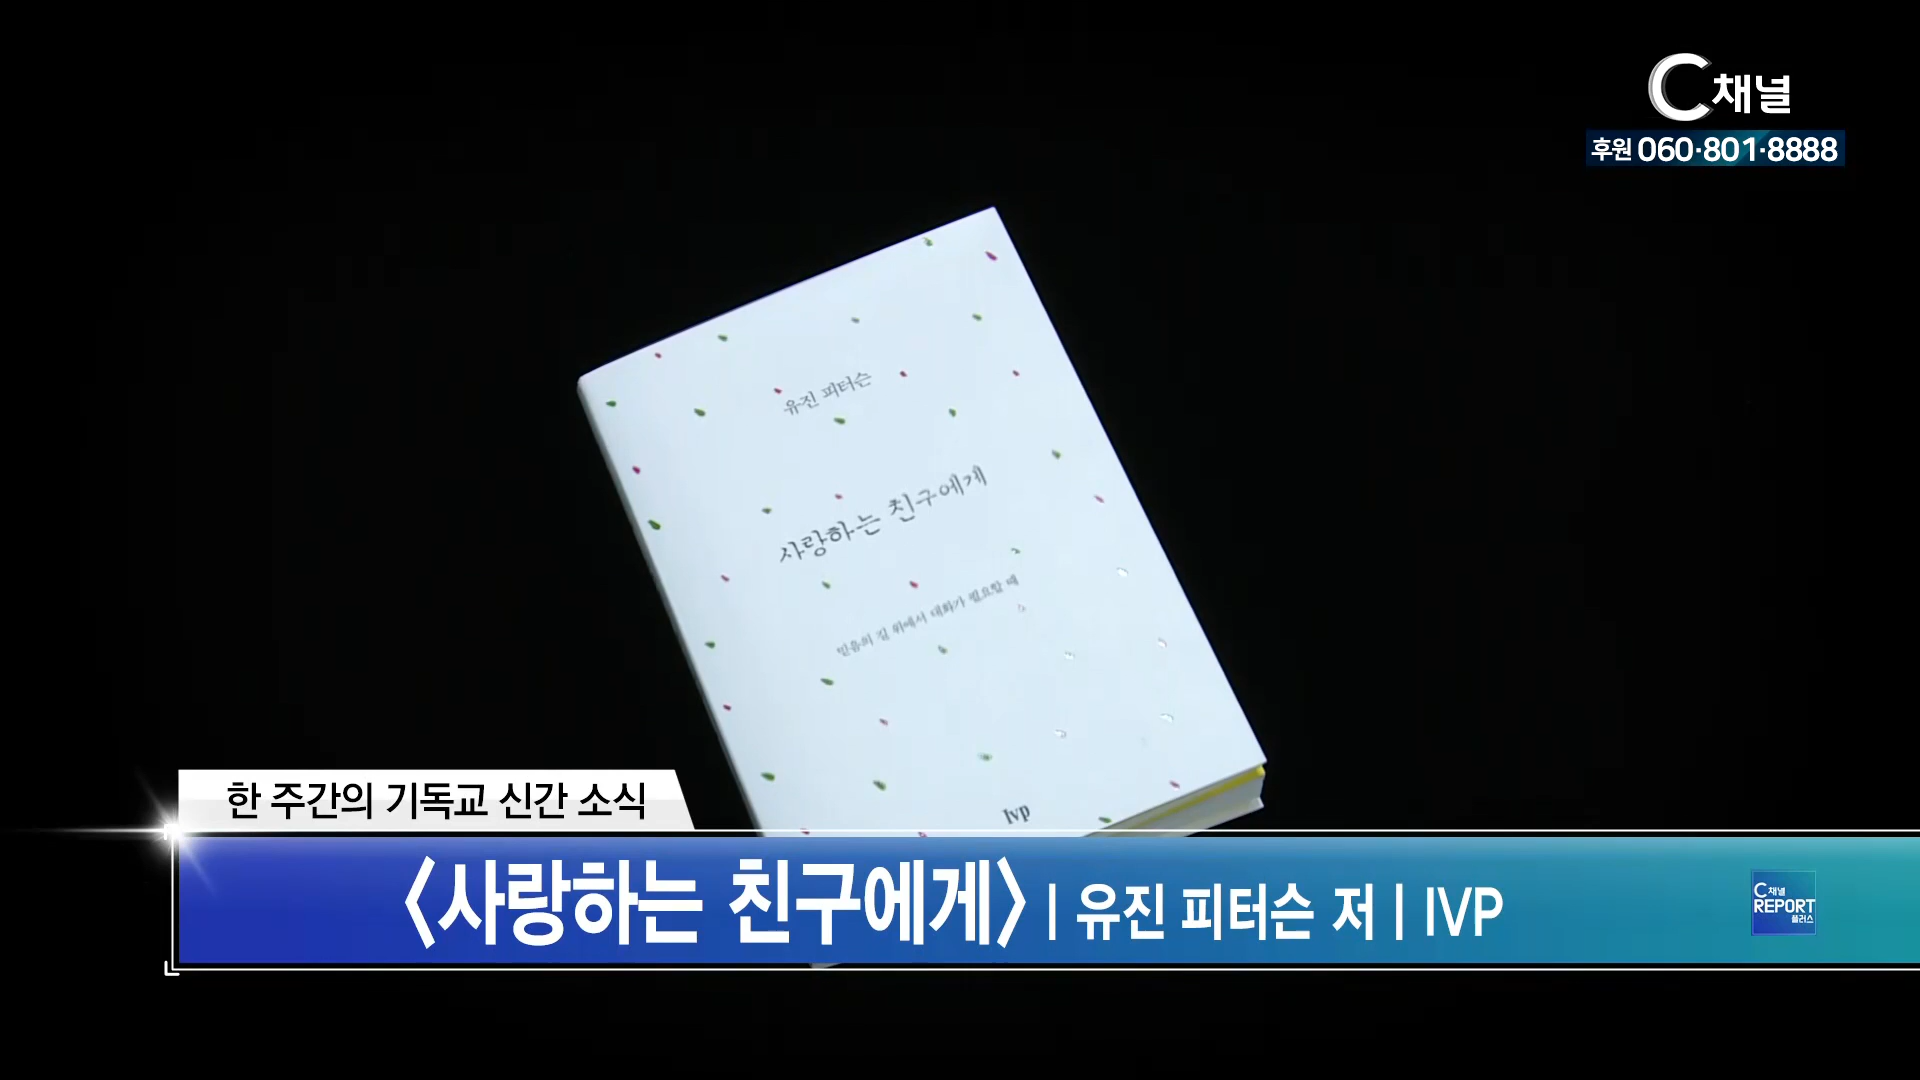 C채널
후원 060·801·8888
유진 피터슨
사랑하는 친구에게
믿음의 길 위에서 대화가 필요할 때
Ivp
한 주간의 기독교 신간 소식
<사랑하는 친구에게> | 유진 피터슨 저 | IVP
C채널
REPORT
플러스